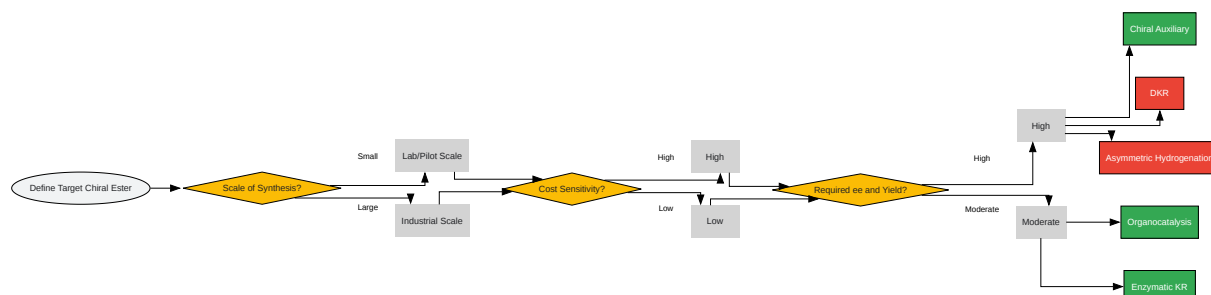 Define Target Chiral Ester
Scale of Synthesis?
Small
Large
Lab/Pilot Scale
Industrial Scale
Cost Sensitivity?
High
Low
High
Low
Required ee and Yield?
High
Moderate
High
Moderate
Chiral Auxiliary
DKR
Asymmetric Hydrogenation
Organocatalysis
Enzymatic KR